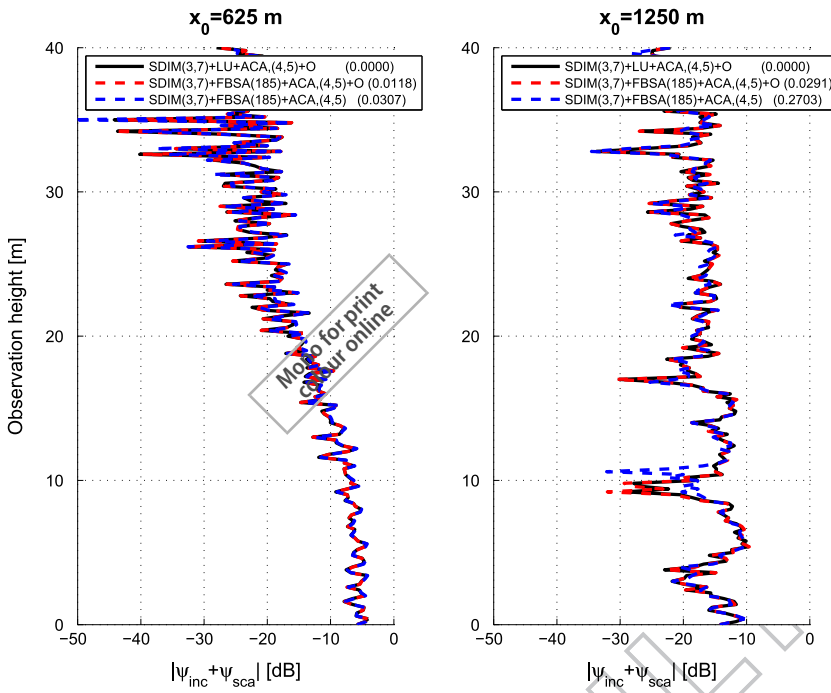 x0=625 m
x0=1250 m
SDIM(3,7)+LU+ACA,(4,5)+O (0.0000)
SDIM(3,7)+FBSA(185)+ACA,(4,5)+O (0.0118)
SDIM(3,7)+FBSA(185)+ACA,(4,5) (0.0307)
SDIM(3,7)+LU+ACA,(4,5)+O (0.0000)
SDIM(3,7)+FBSA(185)+ACA,(4,5)+O (0.0291)
SDIM(3,7)+FBSA(185)+ACA,(4,5) (0.2703)
Observation height [m]
40
30
20
10
0
40
30
20
10
0
Mono for print
colour online
−50 −40 −30 −20 −10 0
−50 −40 −30 −20 −10 0
|ψinc+ψsca| [dB]
|ψinc+ψsca| [dB]